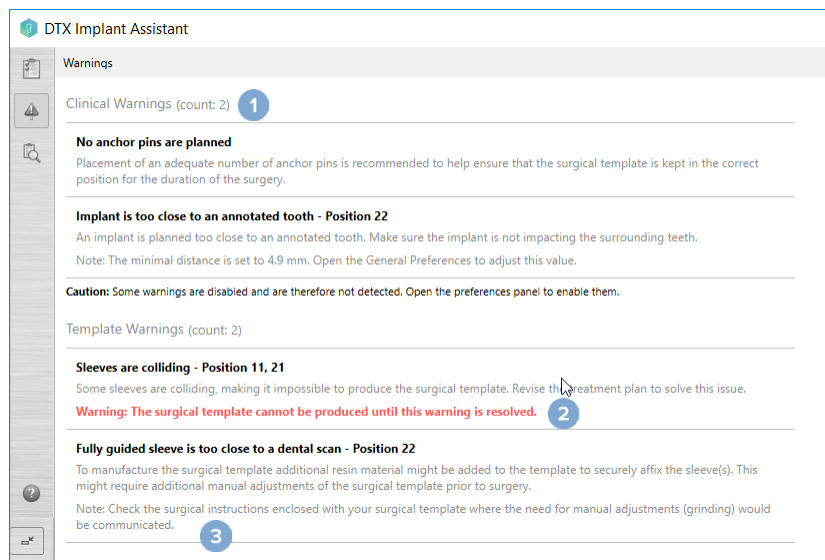 DTX Implant Assistant
Warnings
Clinical Warnings (count: 2) 1
No anchor pins are planned
Placement of an adequate number of anchor pins is recommended to help ensure that the surgical template is kept in the correct
position for the duration of the surgery.
Implant is too close to an annotated tooth - Position 22
An implant is planned too close to an annotated tooth. Make sure the implant is not impacting the surrounding teeth.
Note: The minimal distance is set to 4.9 mm. Open the General Preferences to adjust this value.
Caution: Some warnings are disabled and are therefore not detected. Open the preferences panel to enable them.
Template Warnings (count: 2)
Sleeves are colliding - Position 11, 21
Some sleeves are colliding, making it impossible to produce the surgical template. Revise the treatment plan to solve this issue.
Warning: The surgical template cannot be produced until this warning is resolved. 2
Fully guided sleeve is too close to a dental scan - Position 22
To manufacture the surgical template additional resin material might be added to the template to securely affix the sleeve(s). This
might require additional manual adjustments of the surgical template prior to surgery.
Note: Check the surgical instructions enclosed with your surgical template where the need for manual adjustments (grinding) would
be communicated. 3
?